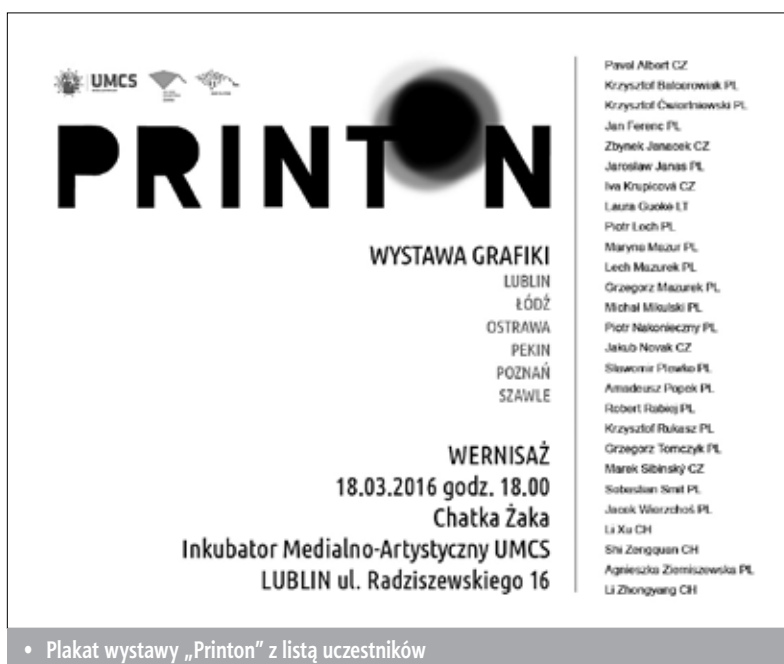 UMCS
PRINTON
WYSTAWA GRAFIKI
LUBLIN
ŁÓDŹ
OSTRAWA
PEKIN
POZNAŃ
SZAWLE
WERNISAŻ
18.03.2016 godz. 18.00
Chatka Żaka
Inkubator Medialno-Artystyczny UMCS
LUBLIN ul. Radziszewskiego 16
Pavel Albert CZ
Krzysztof Balcerowiak PL
Krzysztof Ćwiertniewski PL
Jan Ferenc PL
Zbynek Janacek CZ
Jarosław Janas PL
Iva Krupicová CZ
Laura Guoke LT
Piotr Lech PL
Maryna Mazur PL
Lech Mazurek PL
Grzegorz Mazurek PL
Michał Mikulski PL
Piotr Nakonieczny PL
Jakub Novak CZ
Sławomir Plewko PL
Amadeusz Popek PL
Robert Rabiej PL
Krzysztof Rukasz PL
Grzegorz Tomczyk PL
Marek Sibinský CZ
Sebastian Smit PL
Jacek Wierzchoś PL
Li Xu CH
Shi Zengquan CH
Agnieszka Ziemiszewska PL
Li Zhongyang CH
• Plakat wystawy „Printon” z listą uczestników